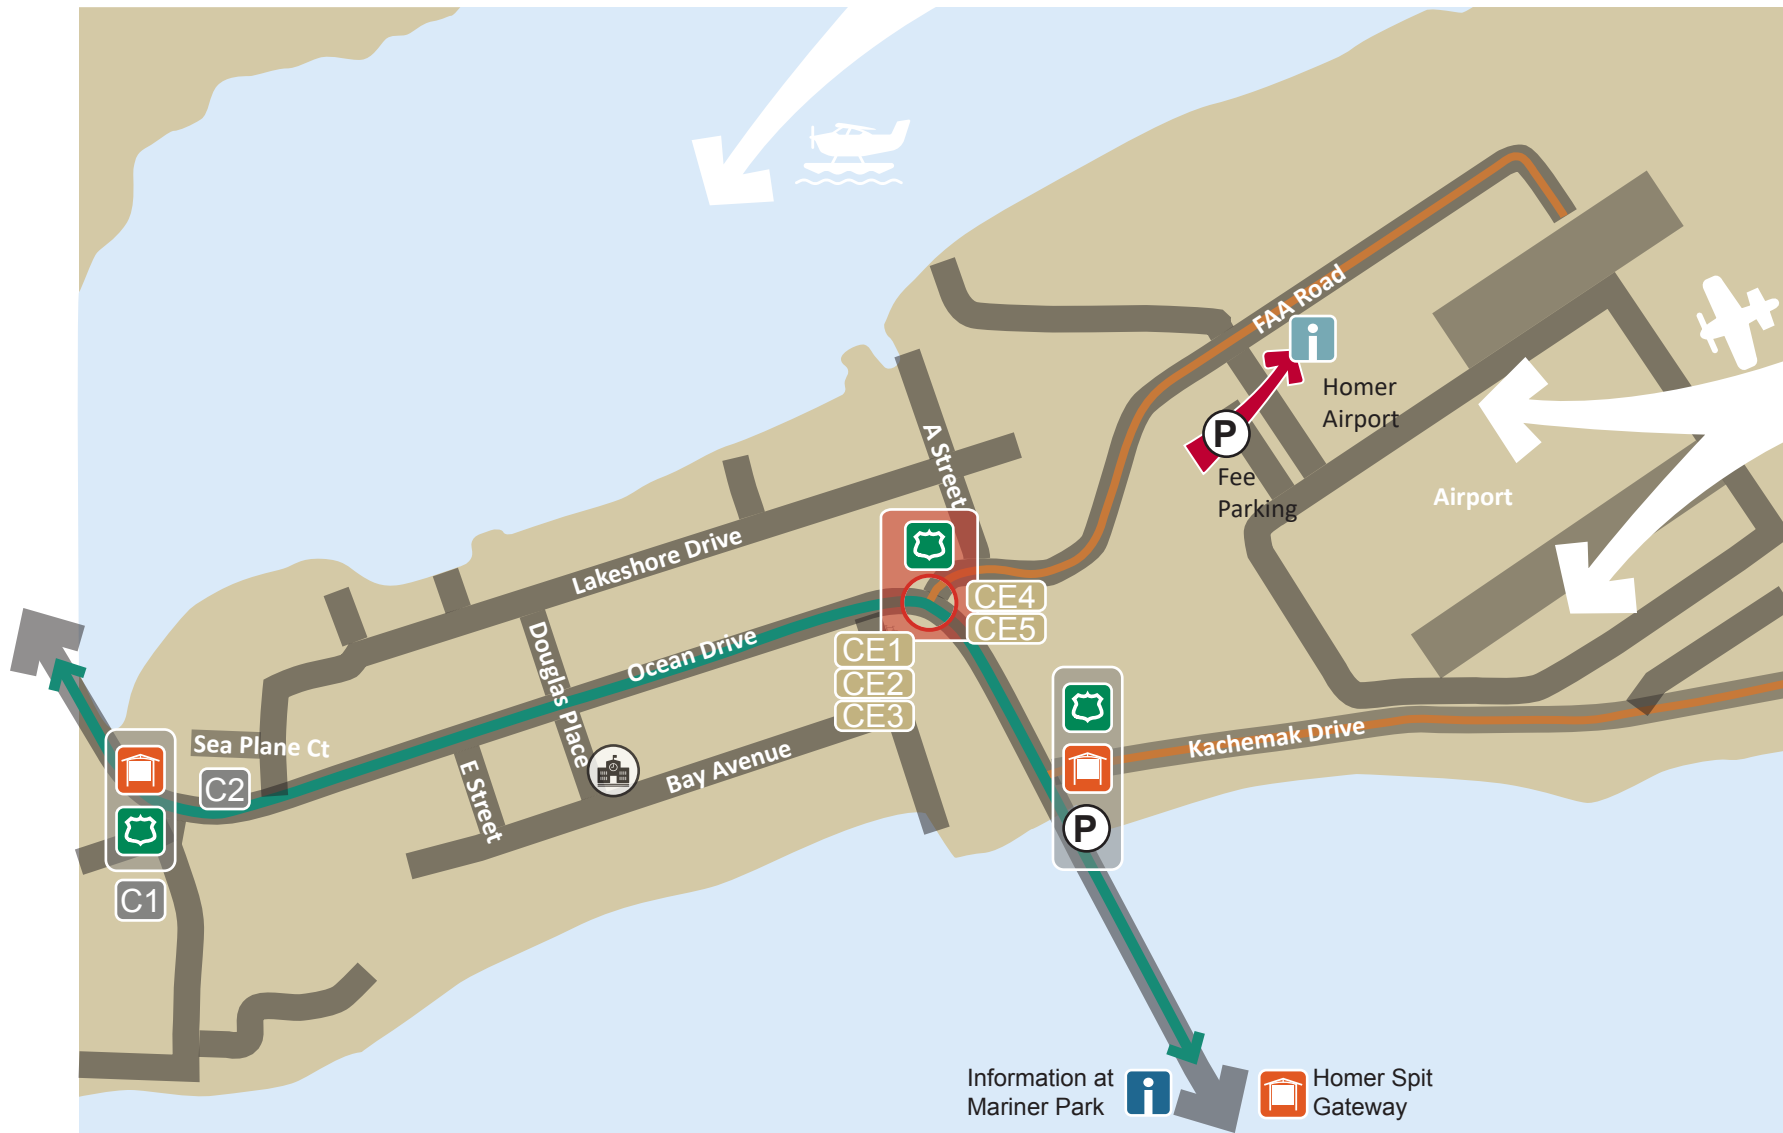 FAA Road
Homer
Airport
P
Fee
Parking
Airport
A Street
Lakeshore Drive
Douglas Place
Ocean Drive
CE4
CE5
CE1
CE2
CE3
Sea Plane Ct
C2
E Street
Bay Avenue
Kachemak Drive
P
C1
Information at
Mariner Park
Homer Spit
Gateway